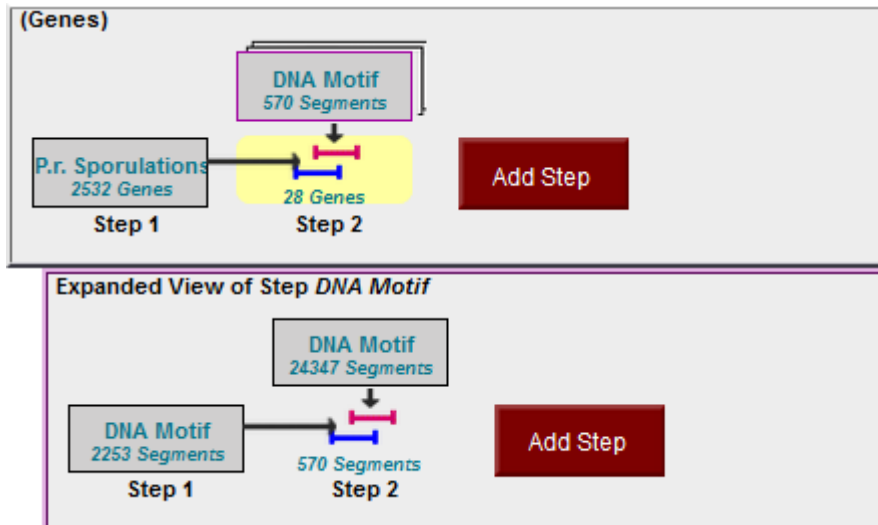 (Genes)
DNA Motif
570 Segments
P.r. Sporulations
2532 Genes
28 Genes
Add Step
Step 1
Step 2
Expanded View of Step DNA Motif
DNA Motif
24347 Segments
DNA Motif
2253 Segments
570 Segments
Add Step
Step 1
Step 2